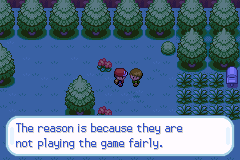 The reason is because they are
not playing the game fairly.